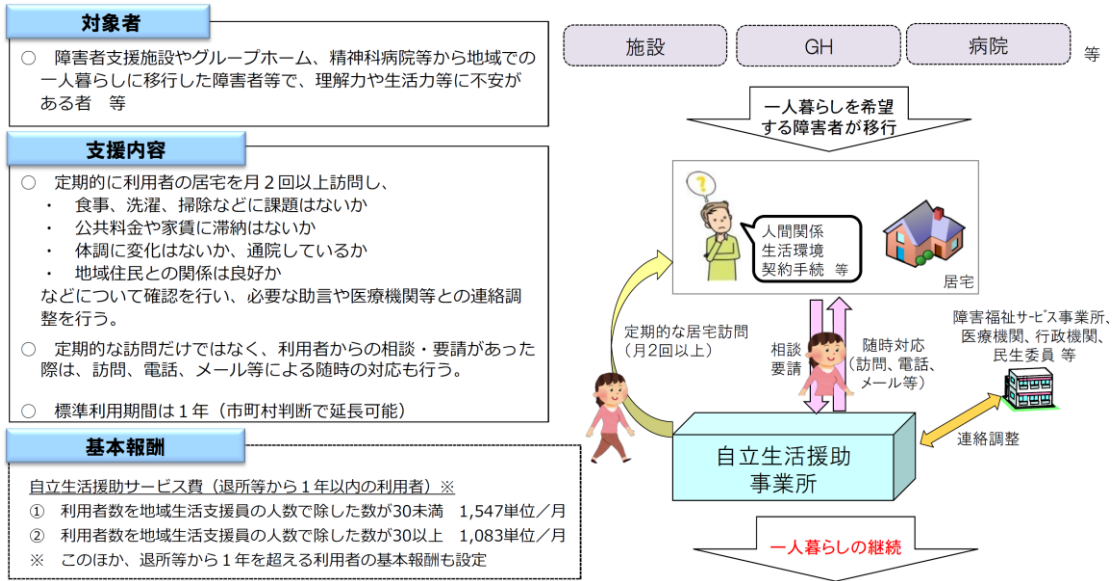 対象者
○ 障害者支援施設やグループホーム、精神科病院等から地域での
一人暮らしに移行した障害者等で、理解力や生活力等に不安が
ある者 等
支援内容
○ 定期的に利用者の居宅を月２回以上訪問し、
・ 食事、洗濯、掃除などに課題はないか
・ 公共料金や家賃に滞納はないか
・ 体調に変化はないか、通院しているか
・ 地域住民との関係は良好か
などについて確認を行い、必要な助言や医療機関等との連絡調
整を行う。
○ 定期的な訪問だけではなく、利用者からの相談・要請があった
際は、訪問、電話、メール等による随時の対応も行う。
○ 標準利用期間は１年（市町村判断で延長可能）
基本報酬
自立生活援助サービス費（退所等から１年以内の利用者）※
① 利用者数を地域生活支援員の人数で除した数が30未満 1,547単位／月
② 利用者数を地域生活支援員の人数で除した数が30以上 1,083単位／月
※ このほか、退所等から１年を超える利用者の基本報酬も設定
施設
GH
病院
等
一人暮らしを希望
する障害者が移行
?
人間関係
生活環境
契約手続 等
居宅
定期的な居宅訪問
（月2回以上）
相談
要請
随時対応
（訪問、電話、
メール等）
障害福祉サービス事業所、
医療機関、行政機関、
民生委員 等
連絡調整
自立生活援助
事業所
一人暮らしの継続